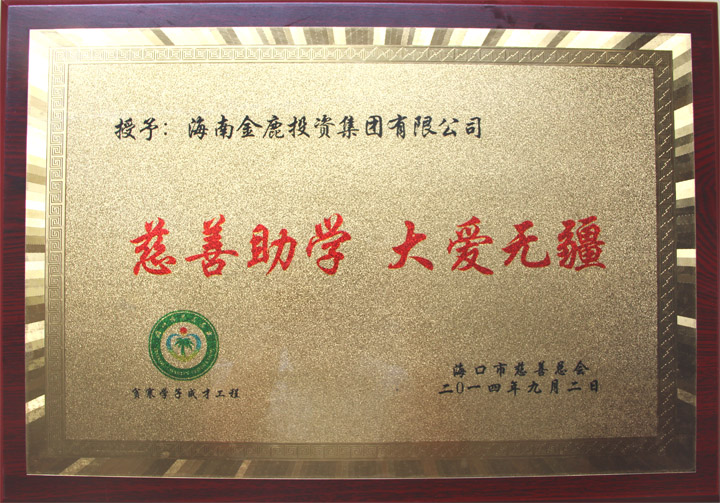 授予：海南金鹿投资集团有限公司
慈善助学 大爱无疆
寒学子成才工程
海口市慈善总会
二0一四年九月二日